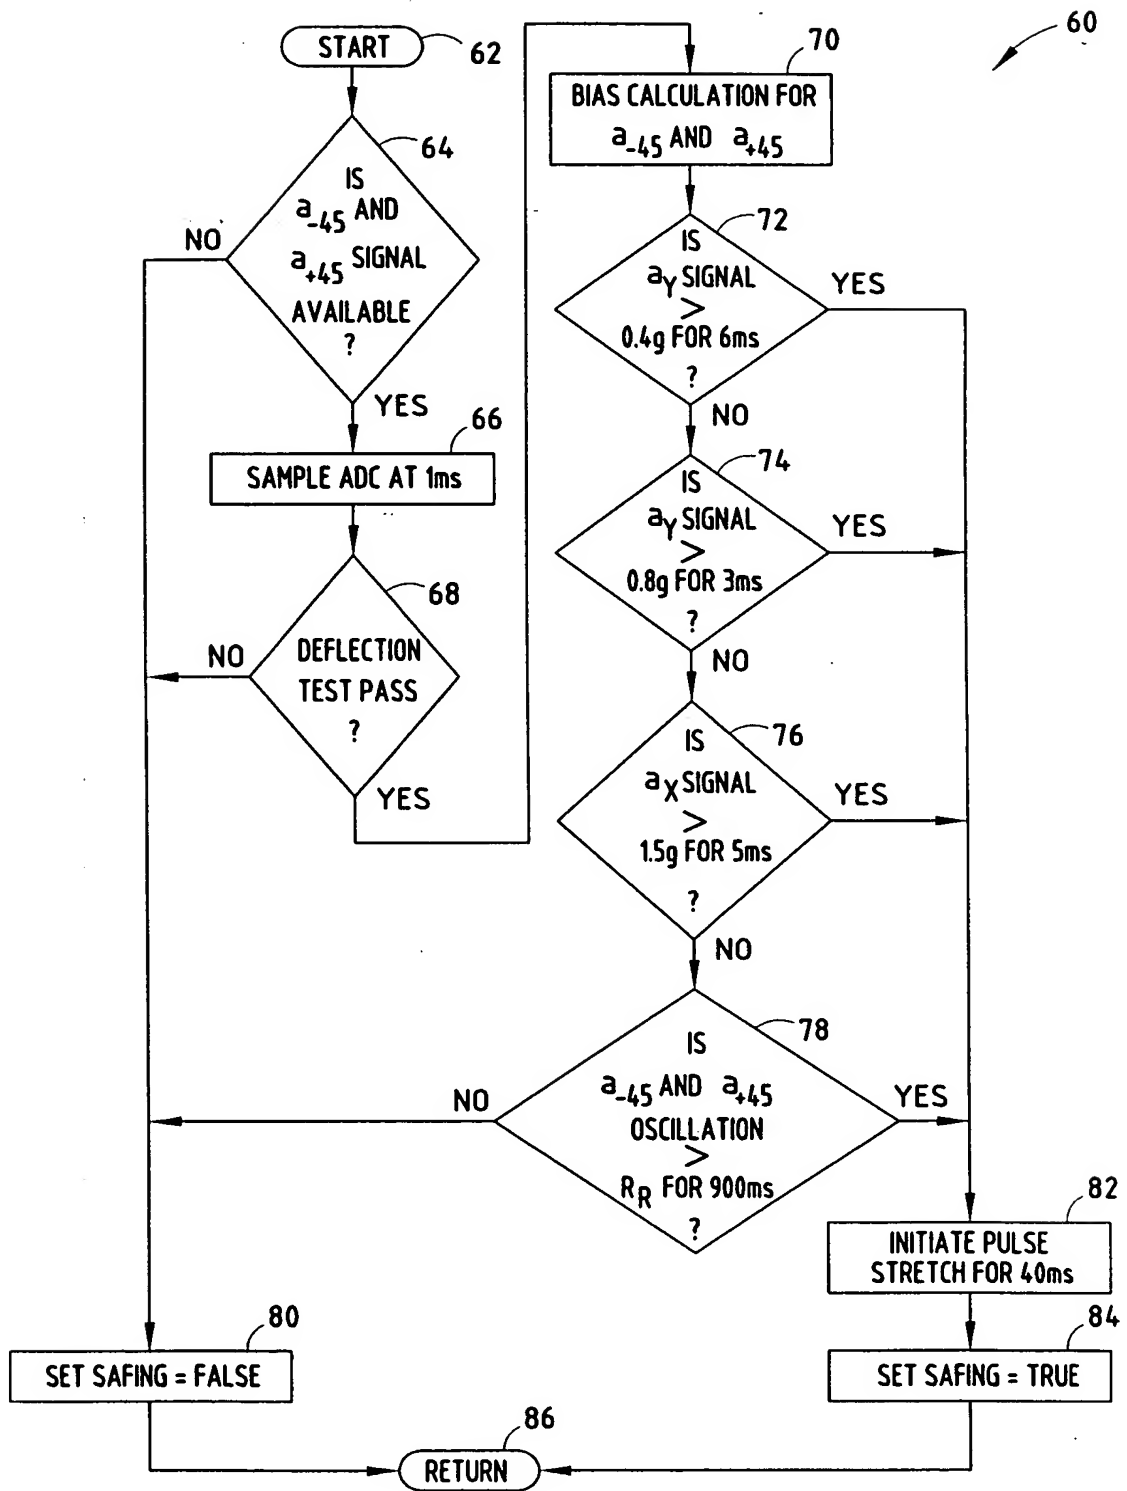 60
START
62
64
IS
a-45 AND
a+45 SIGNAL
AVAILABLE
?
NO
YES
66
SAMPLE ADC AT 1ms
68
DEFLECTION
TEST PASS
?
NO
YES
70
BIAS CALCULATION FOR
a-45 AND a+45
72
IS
aY SIGNAL
>
0.4g FOR 6ms
?
YES
NO
74
IS
aY SIGNAL
>
0.8g FOR 3ms
?
YES
NO
76
IS
aX SIGNAL
>
1.5g FOR 5ms
?
YES
NO
78
IS
a-45 AND a+45
OSCILLATION
>
RR FOR 900ms
?
NO
YES
82
INITIATE PULSE
STRETCH FOR 40ms
80
SET SAFING = FALSE
84
SET SAFING = TRUE
86
RETURN